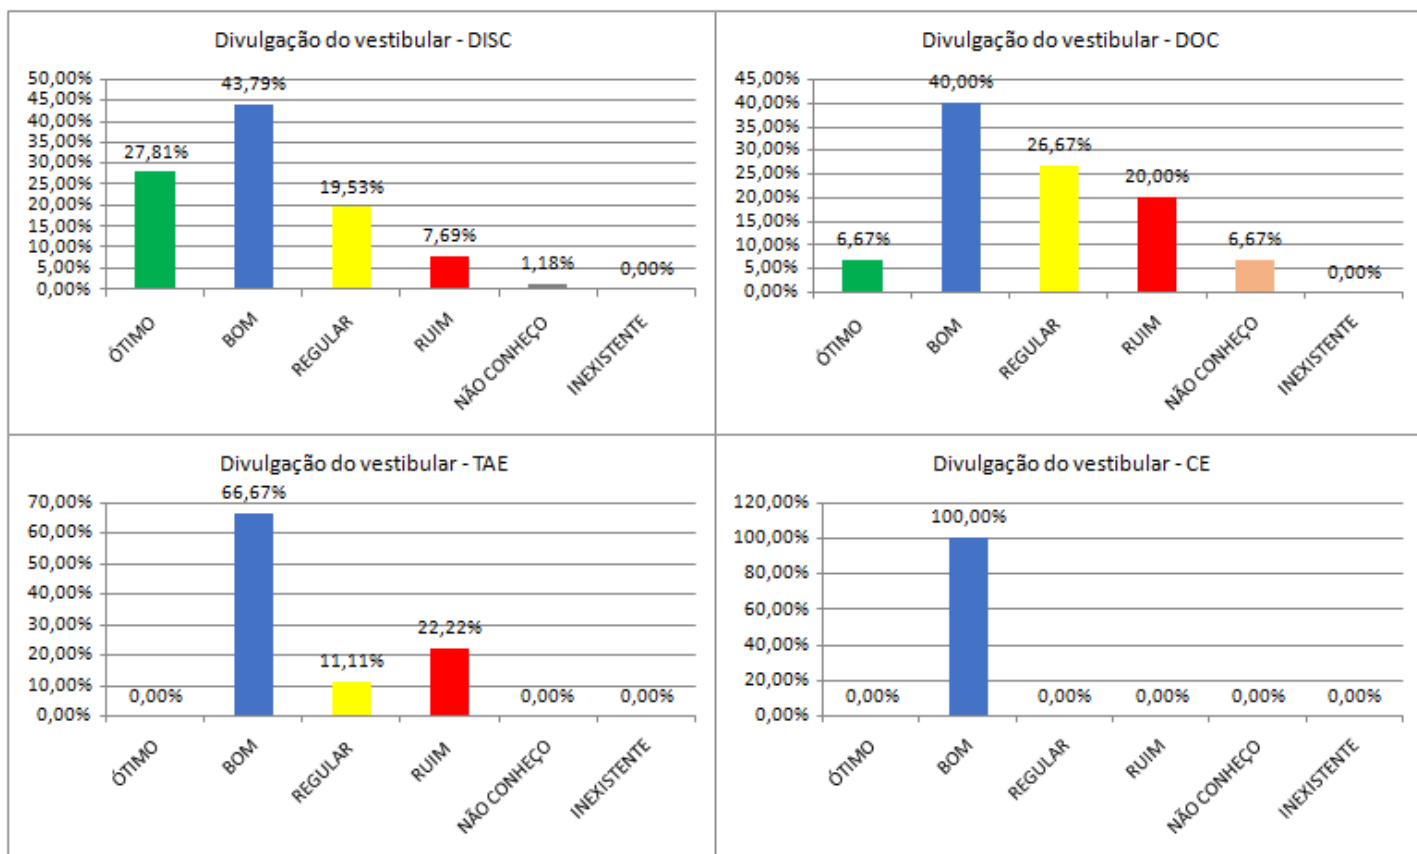 Divulgação do vestibular - DISC
50,00%
45,00%
40,00%
35,00%
30,00%
25,00%
20,00%
15,00%
10,00%
5,00%
0,00%
27,81%
43,79%
19,53%
7,69%
1,18%
0,00%
ÓTIMO
BOM
REGULAR
RUIM
NÃO CONHEÇO
INEXISTENTE
Divulgação do vestibular - DOC
45,00%
40,00%
35,00%
30,00%
25,00%
20,00%
15,00%
10,00%
5,00%
0,00%
6,67%
40,00%
26,67%
20,00%
6,67%
0,00%
ÓTIMO
BOM
REGULAR
RUIM
NÃO CONHEÇO
INEXISTENTE
Divulgação do vestibular - TAE
70,00%
60,00%
50,00%
40,00%
30,00%
20,00%
10,00%
0,00%
0,00%
66,67%
11,11%
22,22%
0,00%
0,00%
ÓTIMO
BOM
REGULAR
RUIM
NÃO CONHEÇO
INEXISTENTE
Divulgação do vestibular - CE
120,00%
100,00%
80,00%
60,00%
40,00%
20,00%
0,00%
0,00%
100,00%
0,00%
0,00%
0,00%
0,00%
ÓTIMO
BOM
REGULAR
RUIM
NÃO CONHEÇO
INEXISTENTE